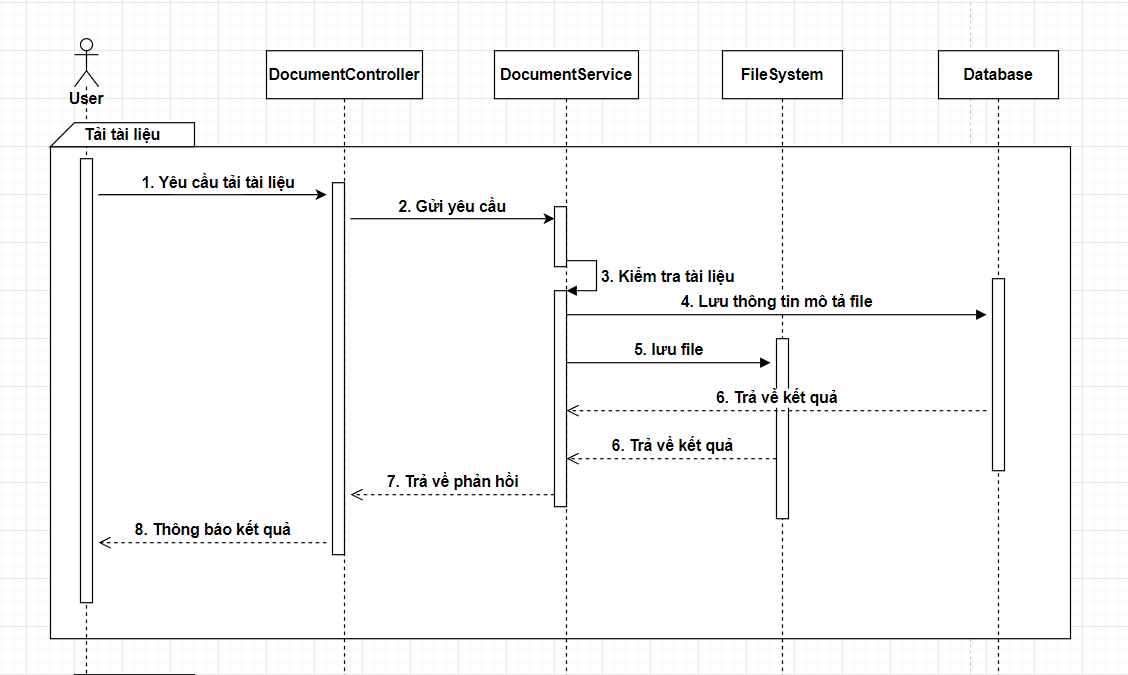 User
DocumentController
DocumentService
FileSystem
Database
Tải tài liệu
1. Yêu cầu tải tài liệu
2. Gửi yêu cầu
3. Kiểm tra tài liệu
4. Lưu thông tin mô tả file
5. lưu file
6. Trả về kết quả
6. Trả về kết quả
7. Trả về phản hồi
8. Thông báo kết quả